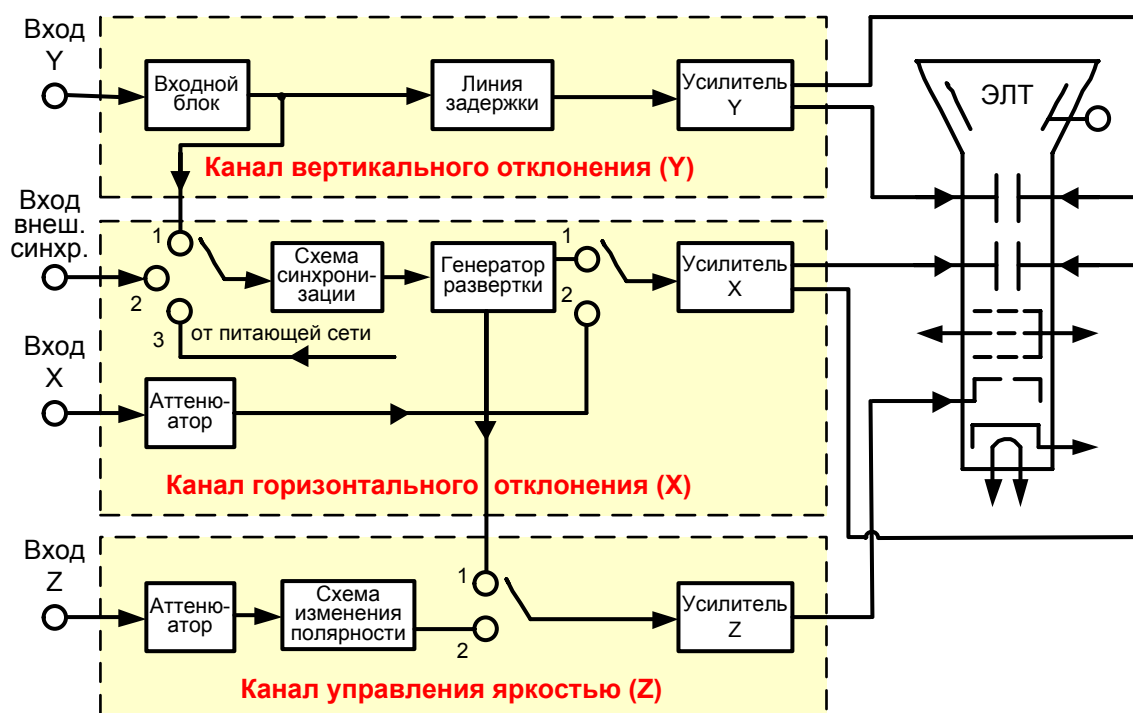 Вход
Y
Входной
блок
Линия
задержки
Усилитель
Y
ЭЛТ
Канал вертикального отклонения (Y)
Вход
внеш.
синхр.
1
2
3
Схема
синхрони-
зации
Генератор
развертки
1
2
Усилитель
X
от питающей сети
Вход
X
Аттеню-
атор
Канал горизонтального отклонения (X)
Вход
Z
Аттеню-
атор
Схема
изменения
полярности
1
2
Усилитель
Z
Канал управления яркостью (Z)